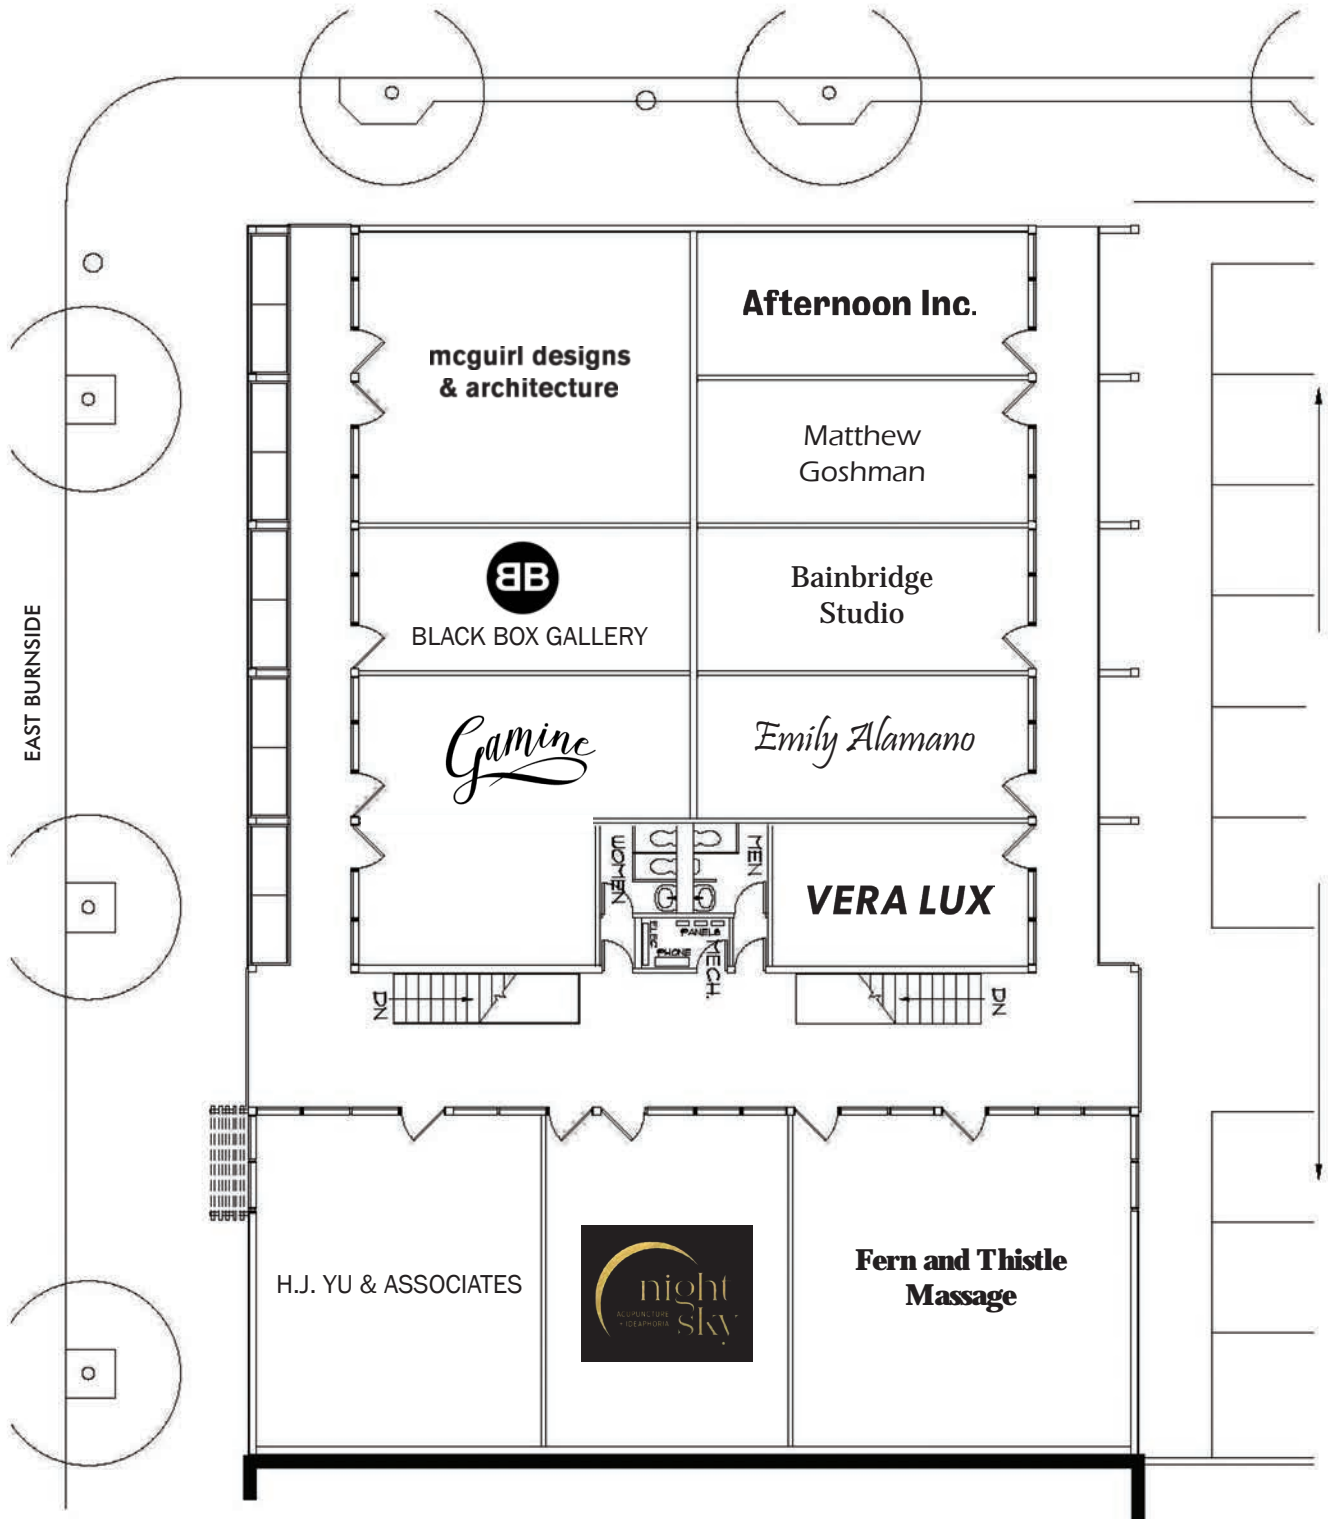 Afternoon Inc.
mcguirl designs
& architecture
Matthew
Goshman
BB
BLACK BOX GALLERY
Bainbridge
Studio
EAST BURNSIDE
Gamine
Emily Alamano
WOMEN
MEN
VERA LUX
ELEC
PANELS
PHONE
MECH.
DN
DN
H.J. YU & ASSOCIATES
night
sky
ACUPUNCTURE
+ IDEAPHORIA
Fern and Thistle
Massage